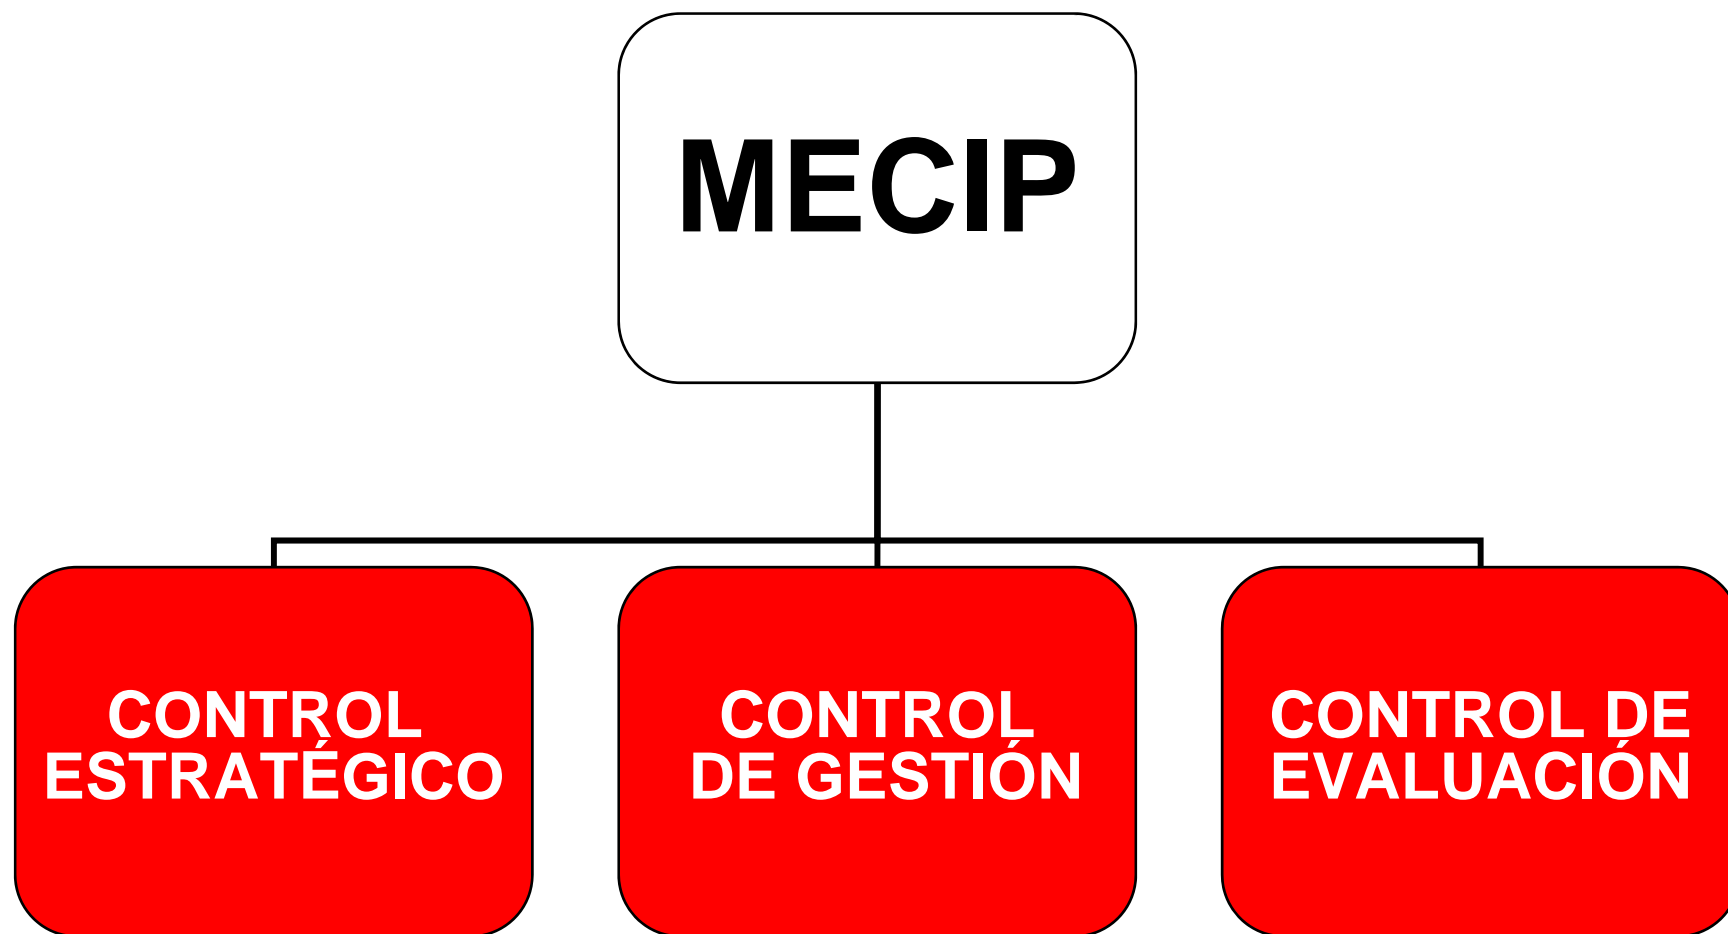 MECIP
CONTROL
ESTRATÉGICO
CONTROL
DE GESTIÓN
CONTROL DE
EVALUACIÓN